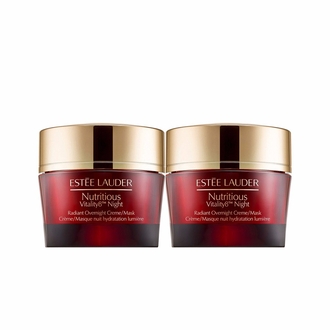 ESTĒE LAUDER
Nutritious
Vitality8™ Night
Radiant Overnight Creme/Mask
Crème/Masque nuit hydratation lumière
ESTĒE LAUDER
Nutritious
Vitality8™ Night
Radiant Overnight Creme/Mask
Crème/Masque nuit hydratation lumière